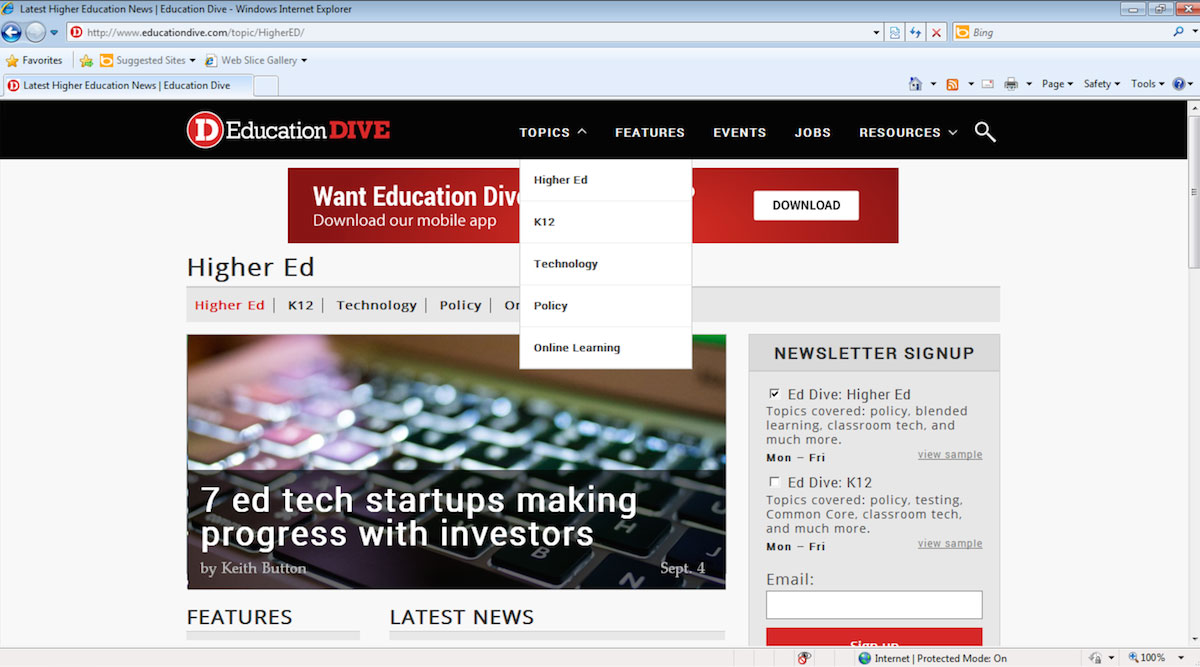 Latest Higher Education News | Education Dive - Windows Internet Explorer
http://www.educationdive.com/topic/HigherED/
Bing
Favorites
Suggested Sites
Web Slice Gallery
Latest Higher Education News | Education Dive
Page
Safety
Tools
D Education DIVE
TOPICS
FEATURES
EVENTS
JOBS
RESOURCES
Higher Ed
K12
Technology
Policy
Online Learning
Want Education Div
?
Download our mobile app
DOWNLOAD
Higher Ed
Higher Ed | K12 | Technology | Policy | On
7 ed tech startups making
progress with investors
by Keith Button
Sept. 4
B
N
J
FEATURES
LATEST NEWS
NEWSLETTER SIGNUP
Ed Dive: Higher Ed
Topics covered: policy, blended
learning, classroom tech, and
much more.
Mon – Fri
view sample
Ed Dive: K12
Topics covered: policy, testing,
Common Core, classroom tech,
and much more.
Mon – Fri
view sample
Email:
Sign up
Internet | Protected Mode: On
100%